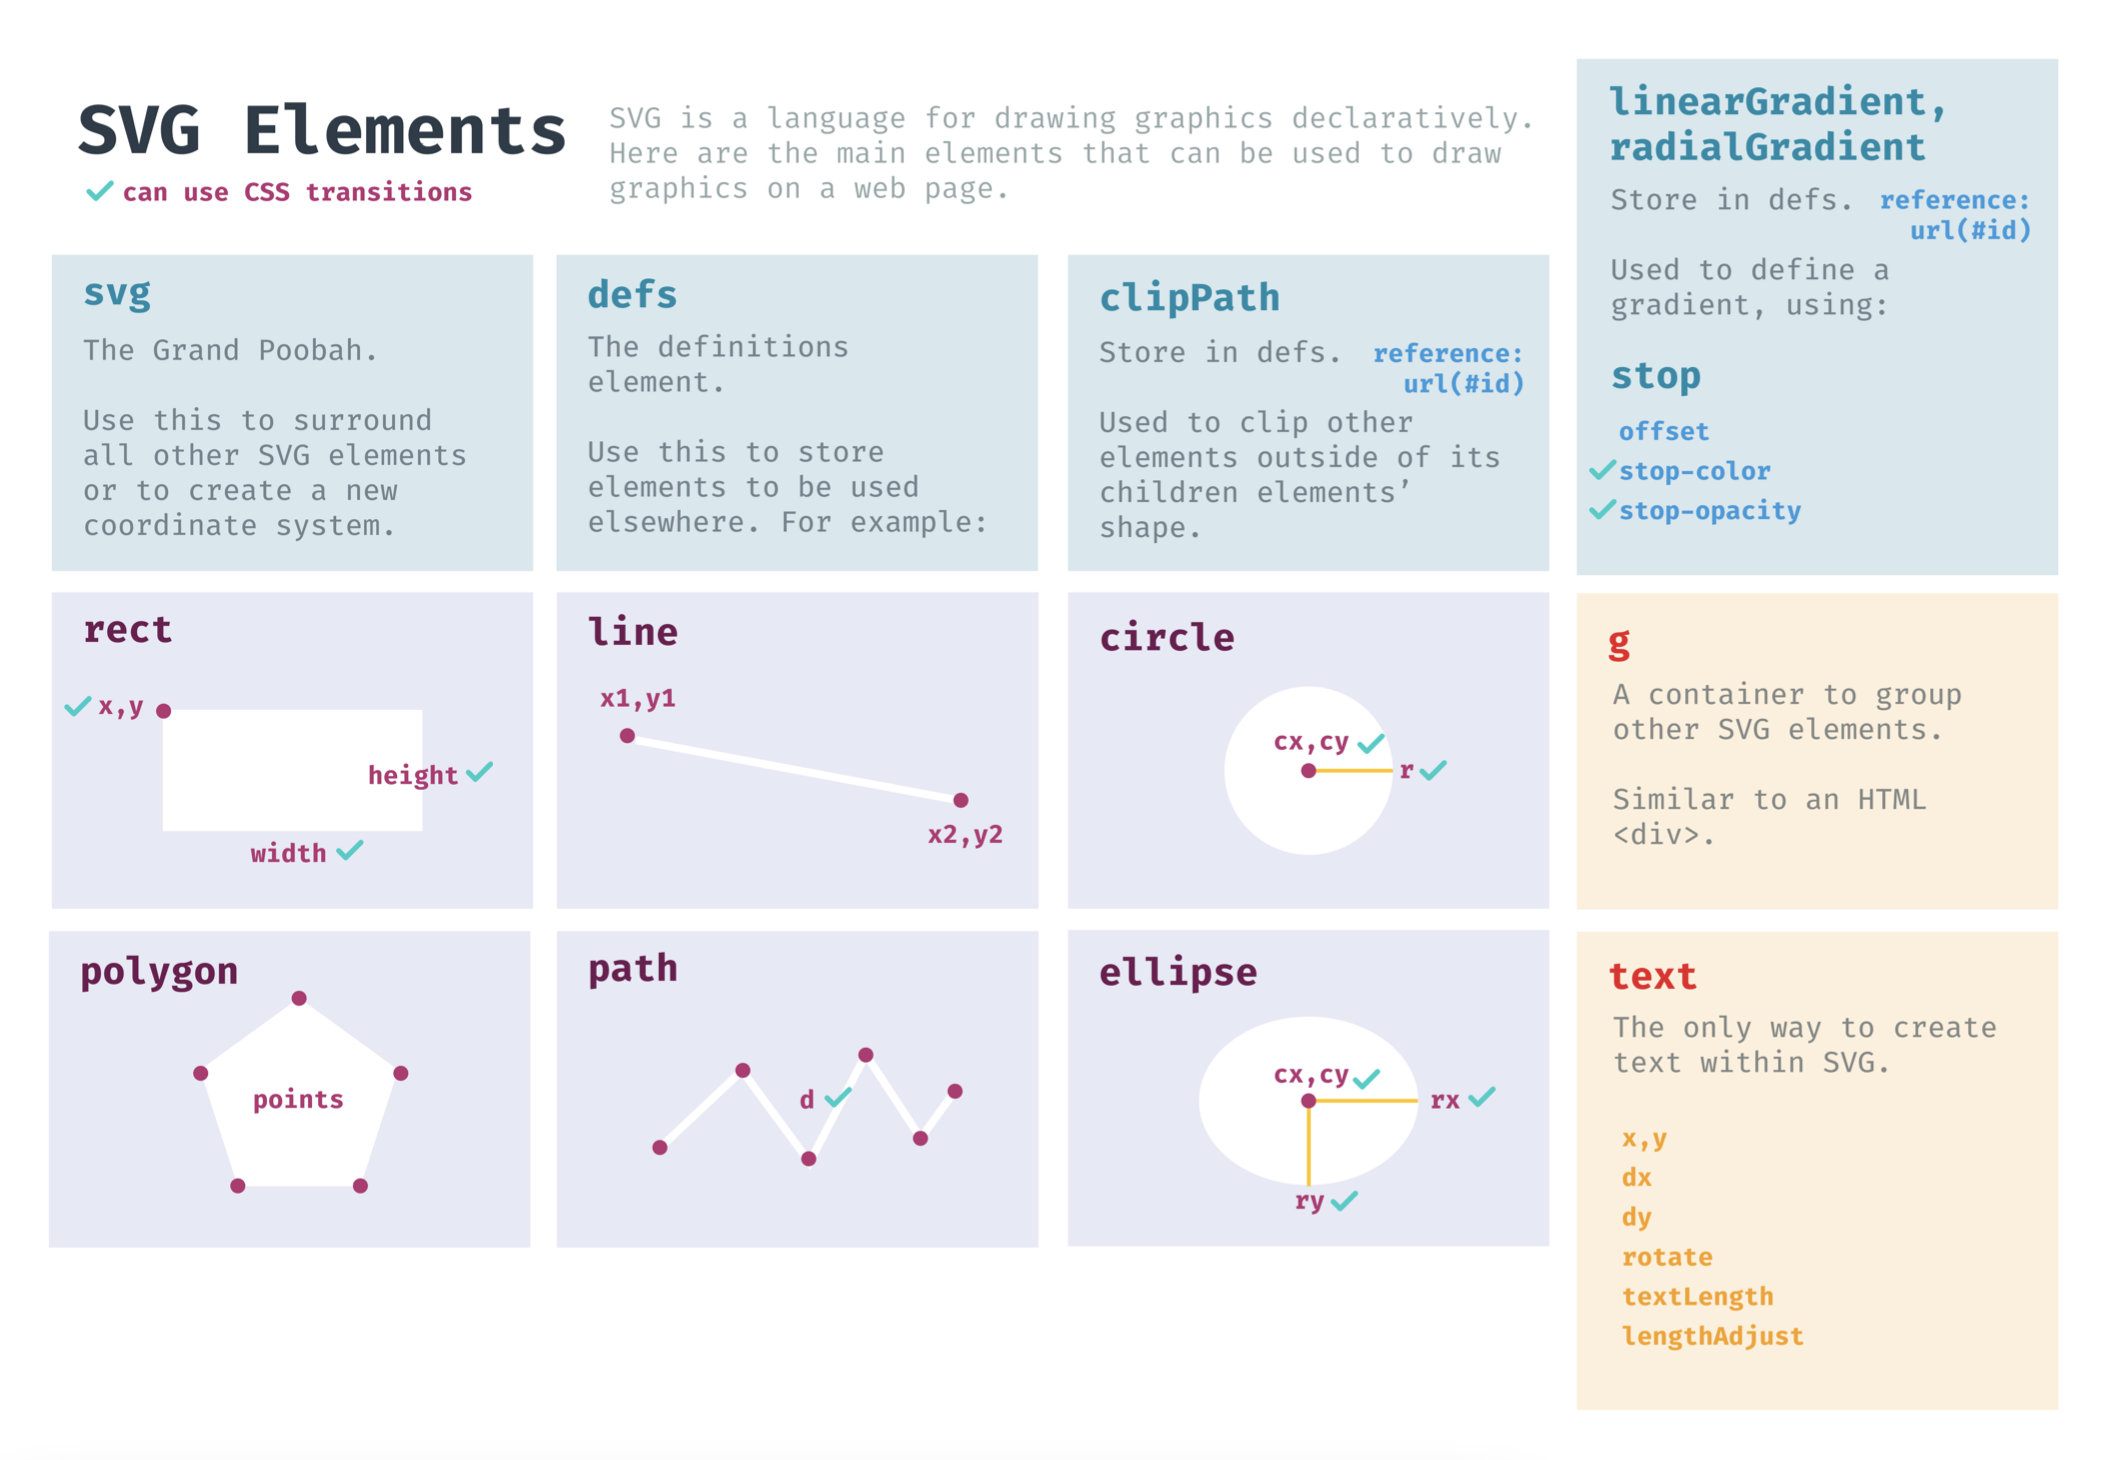 SVG Elements
can use CSS transitions
SVG is a language for drawing graphics declaratively.
Here are the main elements that can be used to draw
graphics on a web page.
svg
The Grand Poobah.
Use this to surround
all other SVG elements
or to create a new
coordinate system.
defs
The definitions
element.
Use this to store
elements to be used
elsewhere. For example:
clipPath
Store in defs.
reference:
url(#id)
Used to clip other
elements outside of its
children elements’
shape.
linearGradient,
radialGradient
Store in defs.
reference:
url(#id)
Used to define a
gradient, using:
stop
offset
stop-color
stop-opacity
rect
x,y
height
width
line
x1,y1
x2,y2
circle
cx,cy
r
g
A container to group
other SVG elements.
Similar to an HTML
<div>.
polygon
points
path
d
ellipse
cx,cy
rx
ry
text
The only way to create
text within SVG.
x,y
dx
dy
rotate
textLength
lengthAdjust